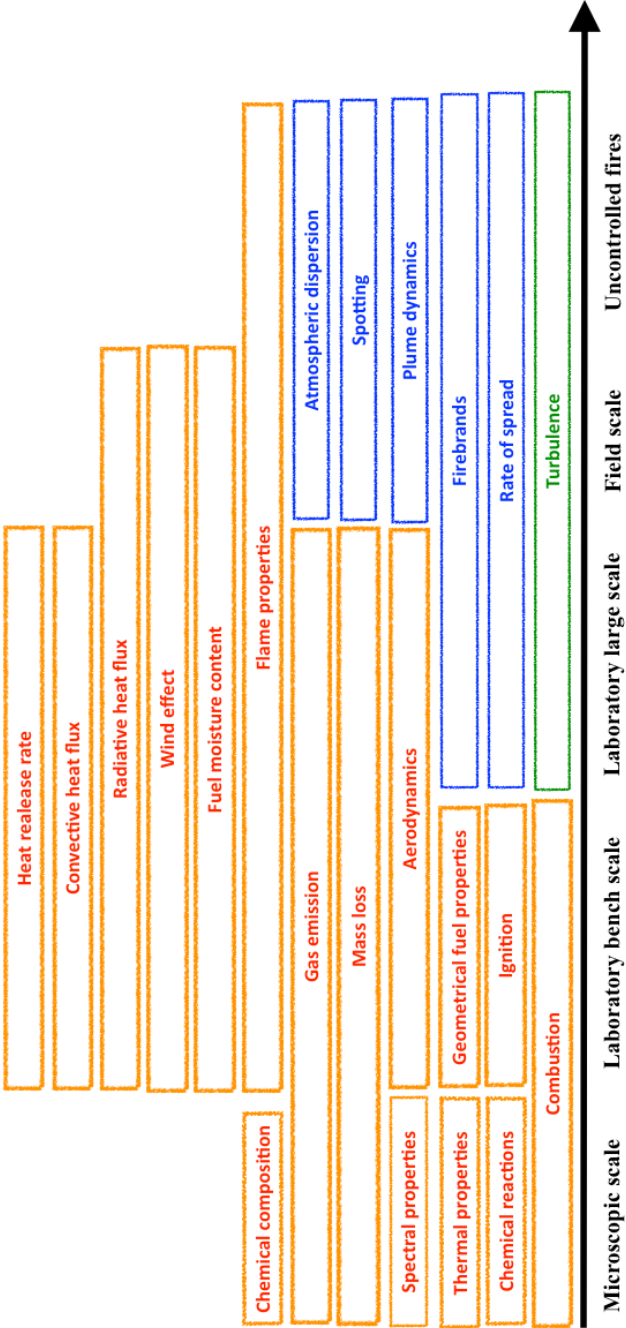 Heat realease rate
Convective heat flux
Radiative heat flux
Wind effect
Fuel moisture content
Chemical composition
Flame properties
Gas emission
Atmospheric dispersion
Mass loss
Spotting
Spectral properties
Aerodynamics
Plume dynamics
Thermal properties
Geometrical fuel properties
Firebrands
Chemical reactions
Ignition
Rate of spread
Combustion
Turbulence
Microscopic scale
Laboratory bench scale
Laboratory large scale
Field scale
Uncontrolled fires